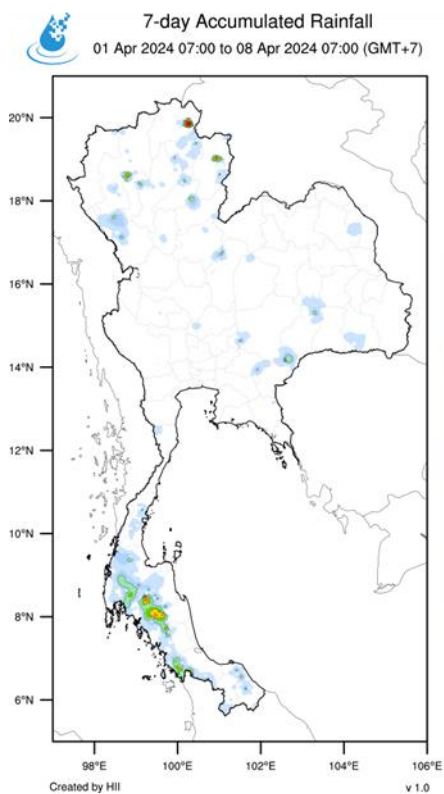 7-day Accumulated Rainfall
01 Apr 2024 07:00 to 08 Apr 2024 07:00 (GMT+7)
20°N
18°N
16°N
14°N
12°N
10°N
8°N
6°N
98°E 100°E 102°E 104°E 106°E
Created by HII v 1.0